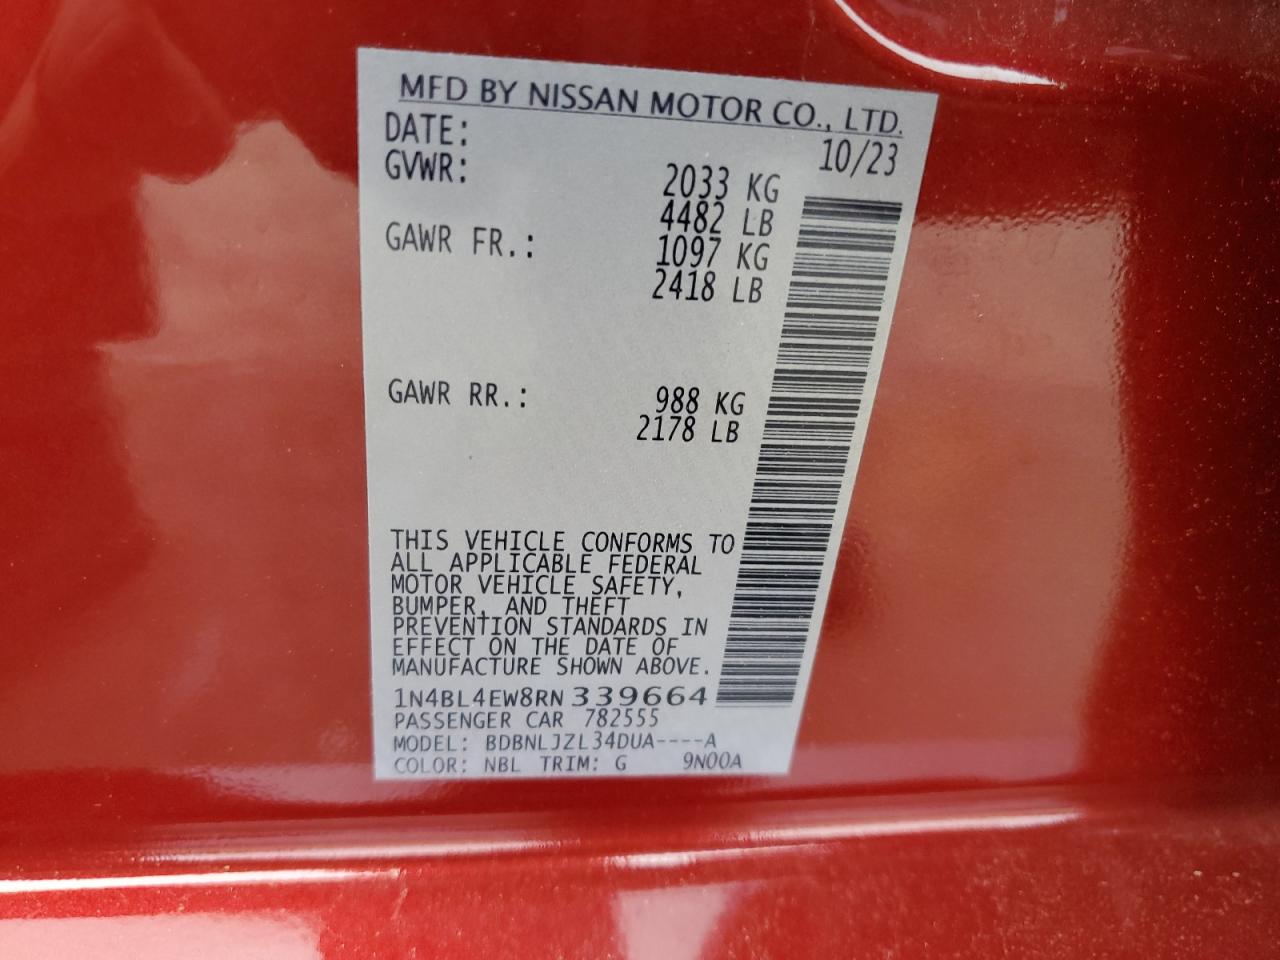 MFD BY NISSAN MOTOR CO., LTD.
DATE: 10/23
GVWR: 2033 KG
4482 LB
GAWR FR.: 1097 KG
2418 LB
GAWR RR.: 988 KG
2178 LB
THIS VEHICLE CONFORMS TO
ALL APPLICABLE FEDERAL
MOTOR VEHICLE SAFETY,
BUMPER, AND THEFT
PREVENTION STANDARDS IN
EFFECT ON THE DATE OF
MANUFACTURE SHOWN ABOVE.
1N4BL4EW8RN339664
PASSENGER CAR 782555
MODEL: BDBNLJZL34DUA----A
COLOR: NBL TRIM: G 9N00A